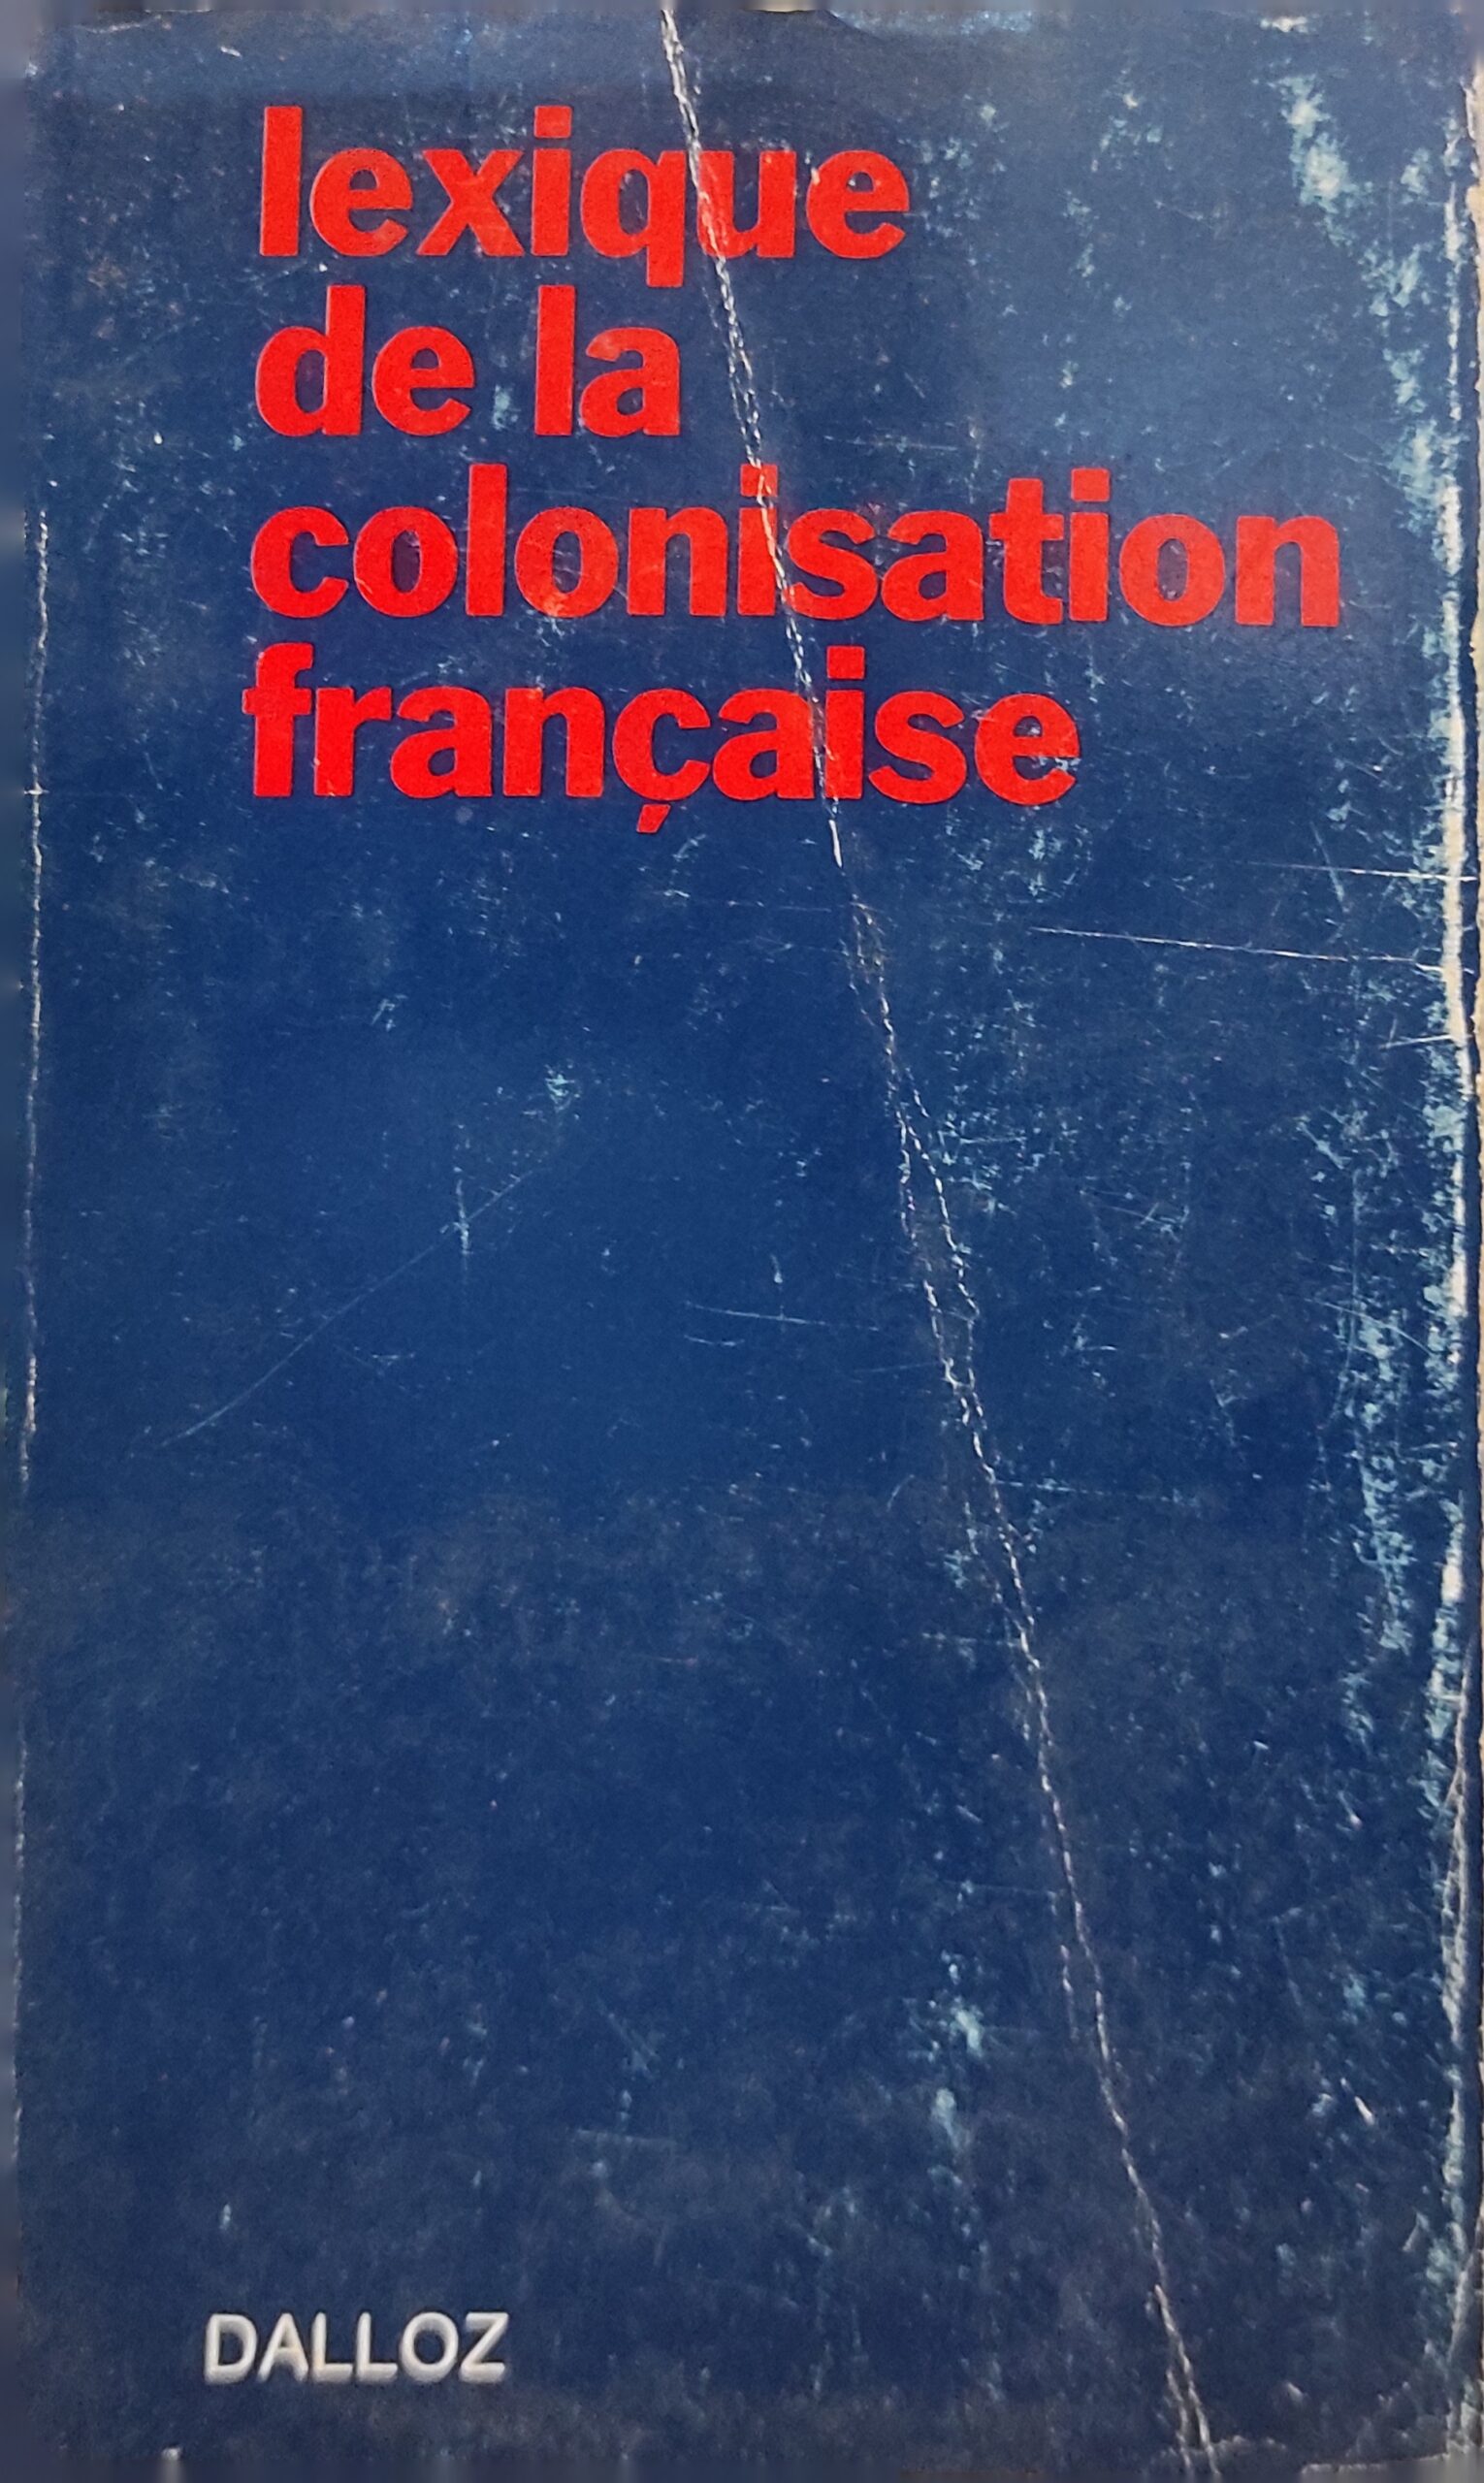 lexique
de la
colonisation
française
DALLOZ